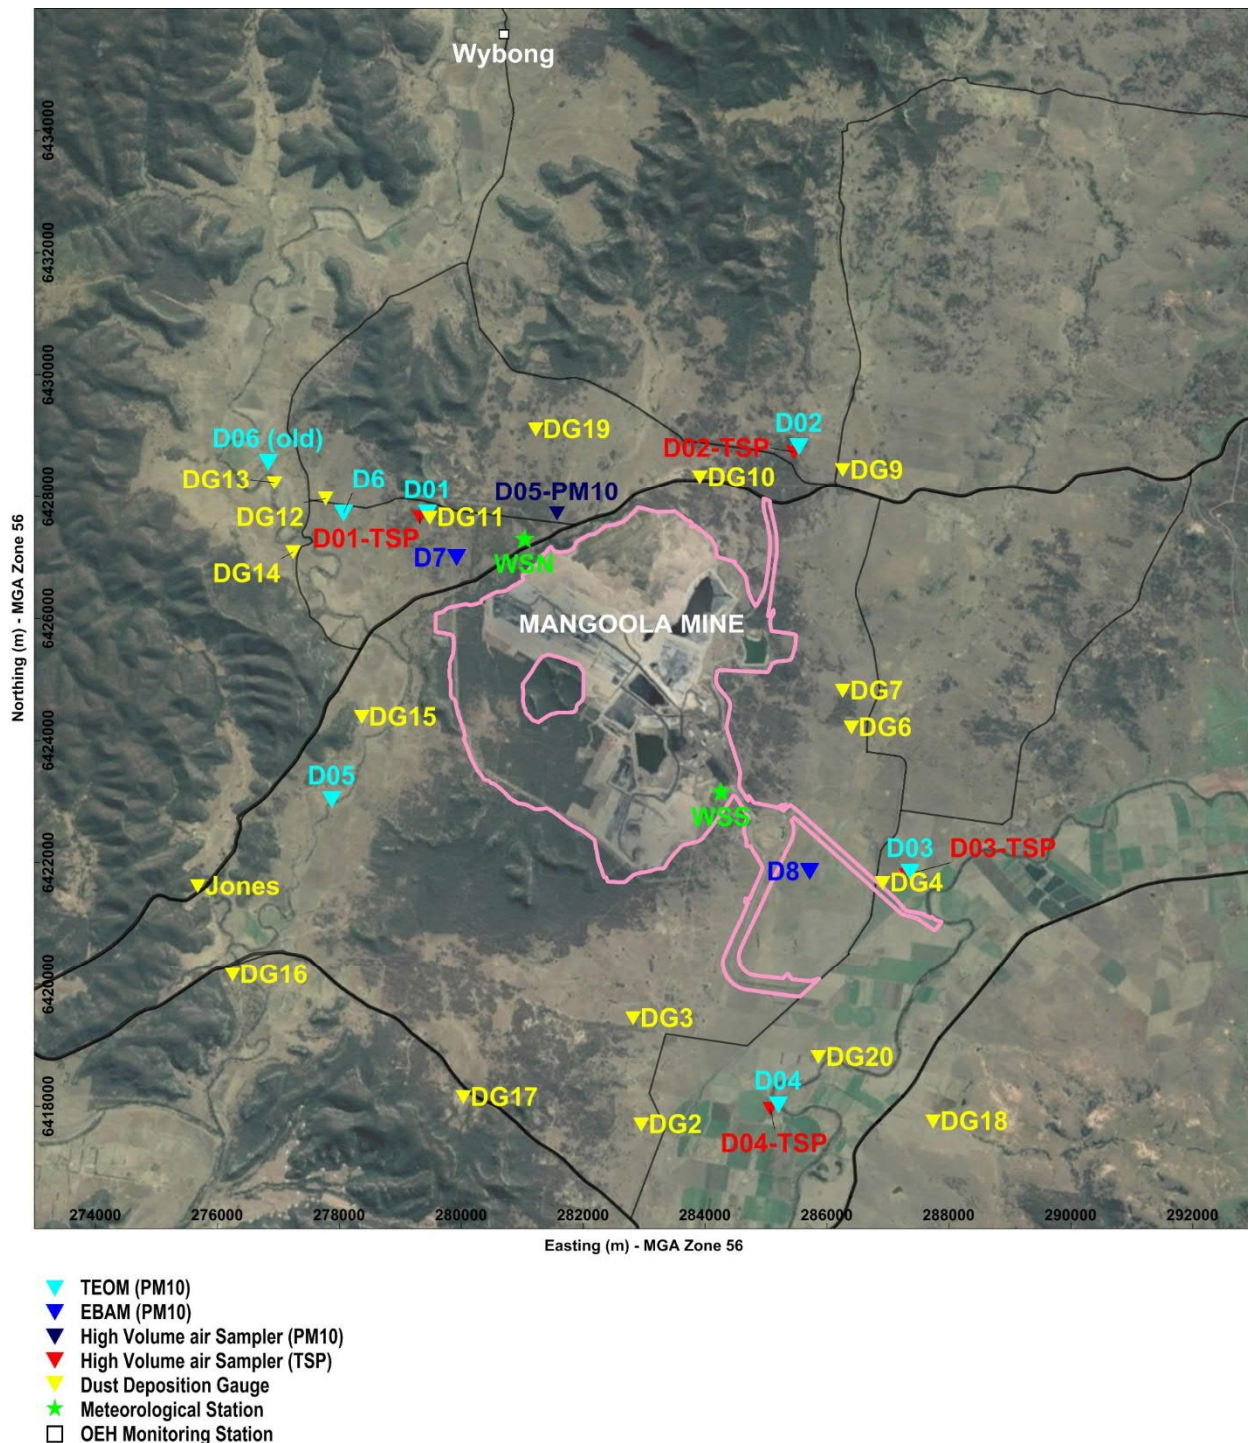 Wybong
6434000
6432000
6430000
6428000
6426000
6424000
6422000
6420000
6418000
Northing (m) - MGA Zone 56
DG19
D02
D02-TSP
D06 (old)
DG13
D6
D01
D05-PM10
DG10
DG9
DG12
D01-TSP
DG11
DG14
D7
WSN
MANGOOLA MINE
DG7
DG15
DG6
D05
WSS
D03
D03-TSP
D8
DG4
Jones
DG16
DG3
DG20
D04
DG17
DG2
DG18
D04-TSP
274000
276000
278000
280000
282000
284000
286000
288000
290000
292000
Easting (m) - MGA Zone 56
TEOM (PM10)
EBAM (PM10)
High Volume air Sampler (PM10)
High Volume air Sampler (TSP)
Dust Deposition Gauge
Meteorological Station
OEH Monitoring Station